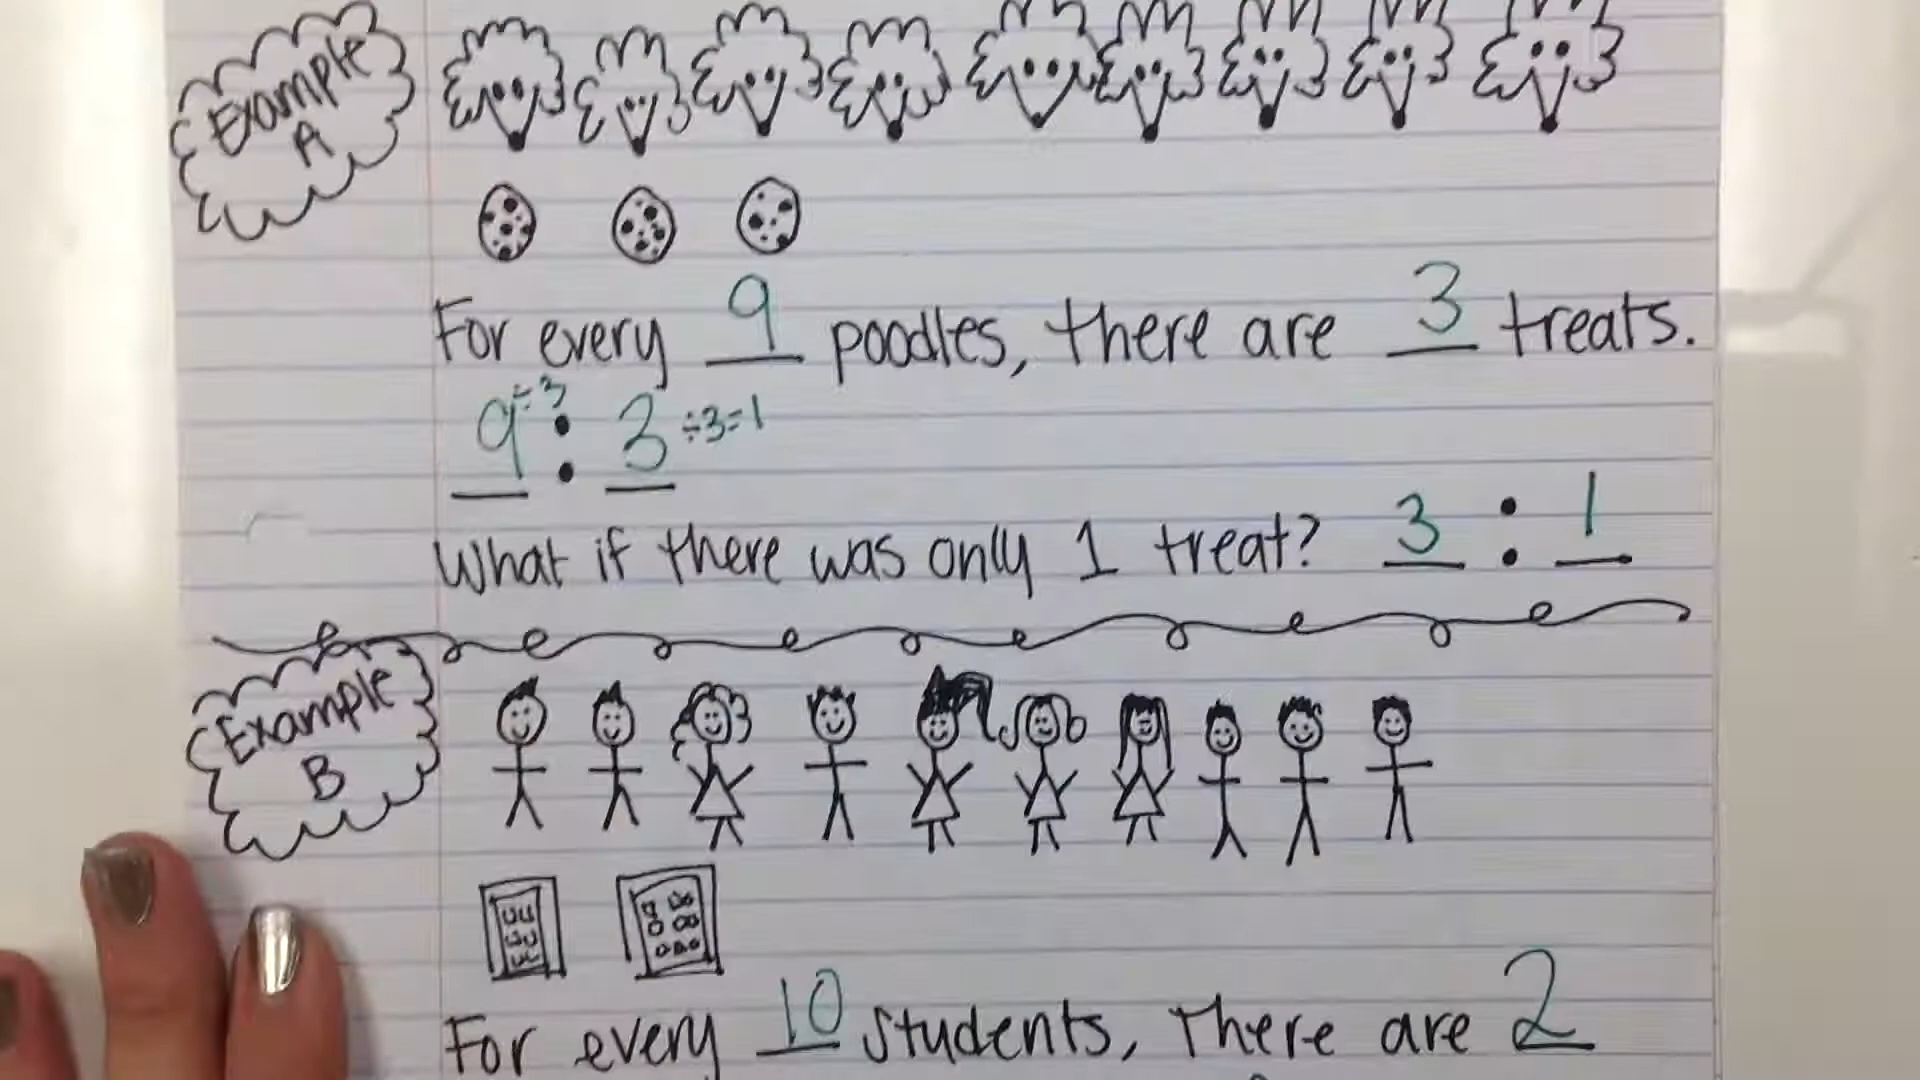 Example
A
For every 9 poodles, there are 3 treats.
9÷3 : 3 ÷3=1
What if there was only 1 treat? 3 : 1
Example
B
For every 10 students, there are 2